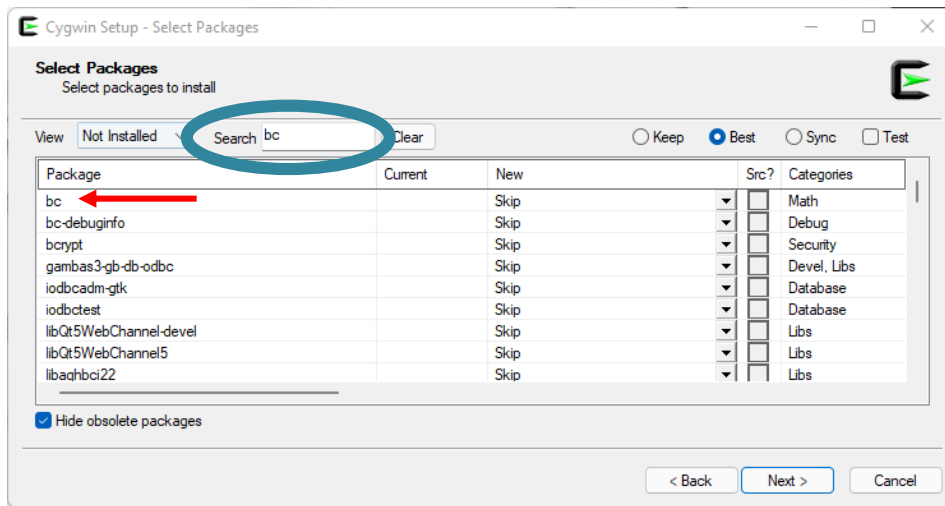 Cygwin Setup - Select Packages
Select Packages
Select packages to install
View Not Installed Search bc Clear Keep Best Sync Test
Package Current New Src? Categories
bc Skip Math
bc-debuginfo Skip Debug
bcrypt Skip Security
gambas3-gb-db-odbc Skip Devel, Libs
iodbcadm-gtk Skip Database
iodbctest Skip Database
libQt5WebChannel-devel Skip Libs
libQt5WebChannel5 Skip Libs
libaqhbci22 Skip Libs
Hide obsolete packages
< Back Next > Cancel